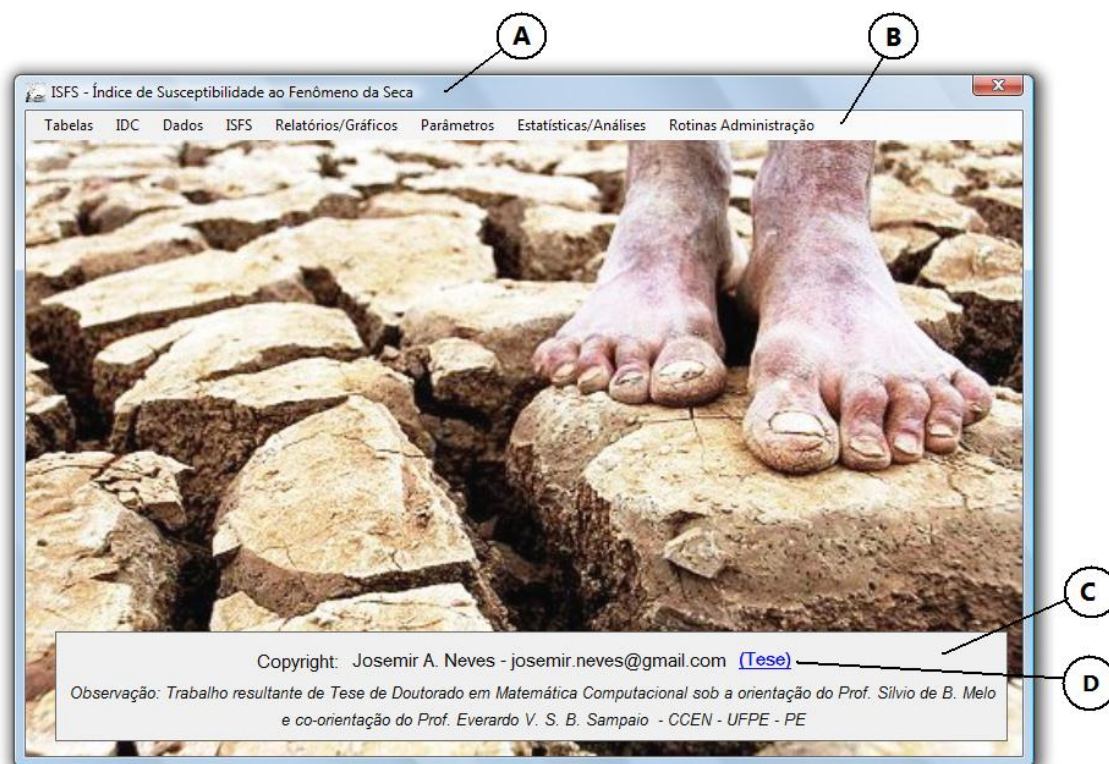 A
B
ISFS - Índice de Susceptibilidade ao Fenômeno da Seca
Tabelas IDC Dados ISFS Relatórios/Gráficos Parâmetros Estatísticas/Análises Rotinas Administração
C
Copyright: Josemir A. Neves - josemir.neves@gmail.com (Tese)
D
Observação: Trabalho resultante de Tese de Doutorado em Matemática Computacional sob a orientação do Prof. Sílvio de B. Melo
e co-orientação do Prof. Everardo V. S. B. Sampaio - CCEN - UFPE - PE